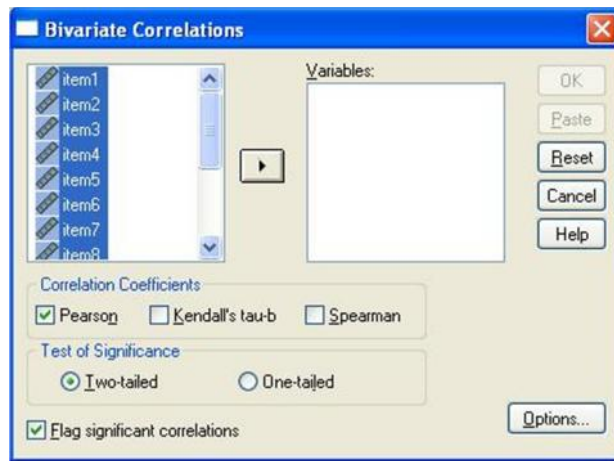 Bivariate Correlations
item1
item2
item3
item4
item5
item6
item7
item8
Variables:
OK
Paste
Reset
Cancel
Help
Correlation Coefficients
Pearson Kendall's tau-b Spearman
Test of Significance
Two-tailed One-tailed
Flag significant correlations
Options...